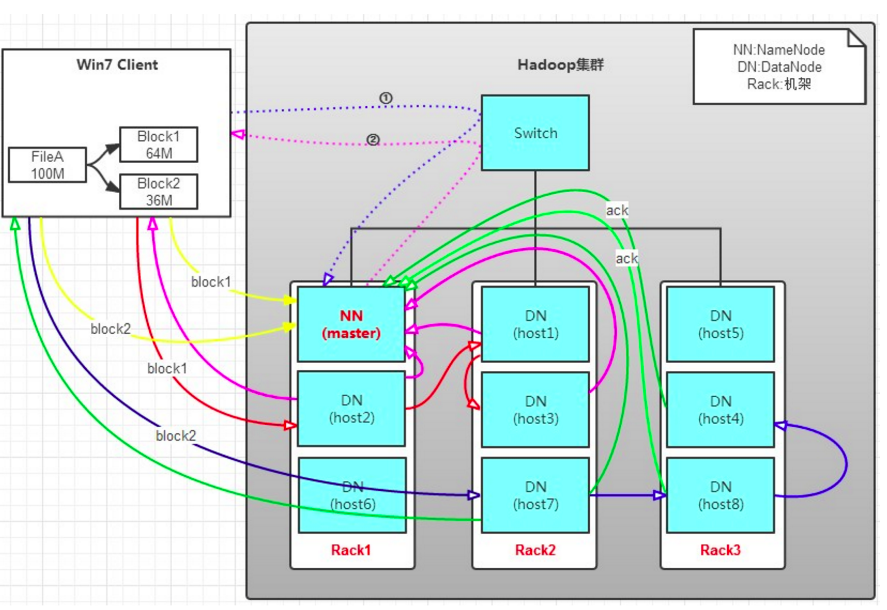 Win7 Client
FileA
100M
Block1
64M
Block2
36M
Hadoop集群
NN:NameNode
DN:DataNode
Rack:机架
①
②
Switch
ack
ack
block1
block2
block1
block2
NN
(master)
DN
(host2)
DN
(host6)
Rack1
DN
(host1)
DN
(host3)
DN
(host7)
Rack2
DN
(host5)
DN
(host4)
DN
(host8)
Rack3